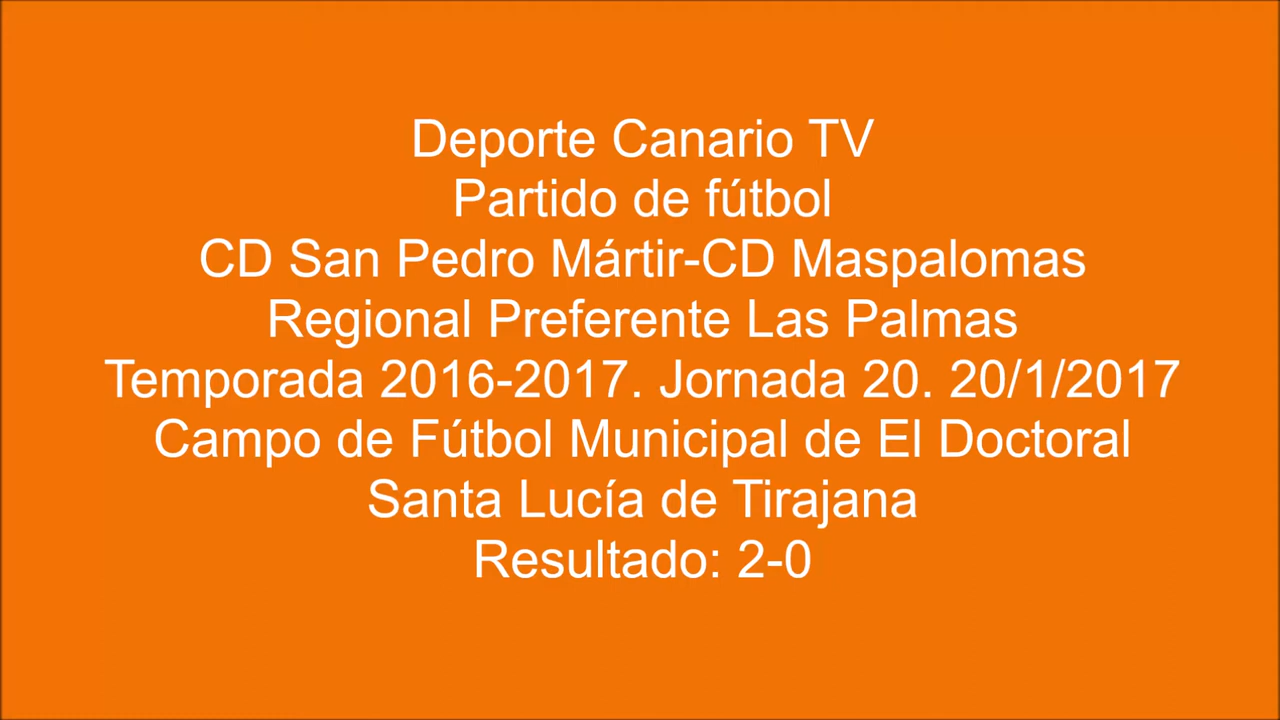 Deporte Canario TV
Partido de fútbol
CD San Pedro Mártir-CD Maspalomas
Regional Preferente Las Palmas
Temporada 2016-2017. Jornada 20. 20/1/2017
Campo de Fútbol Municipal de El Doctoral
Santa Lucía de Tirajana
Resultado: 2-0